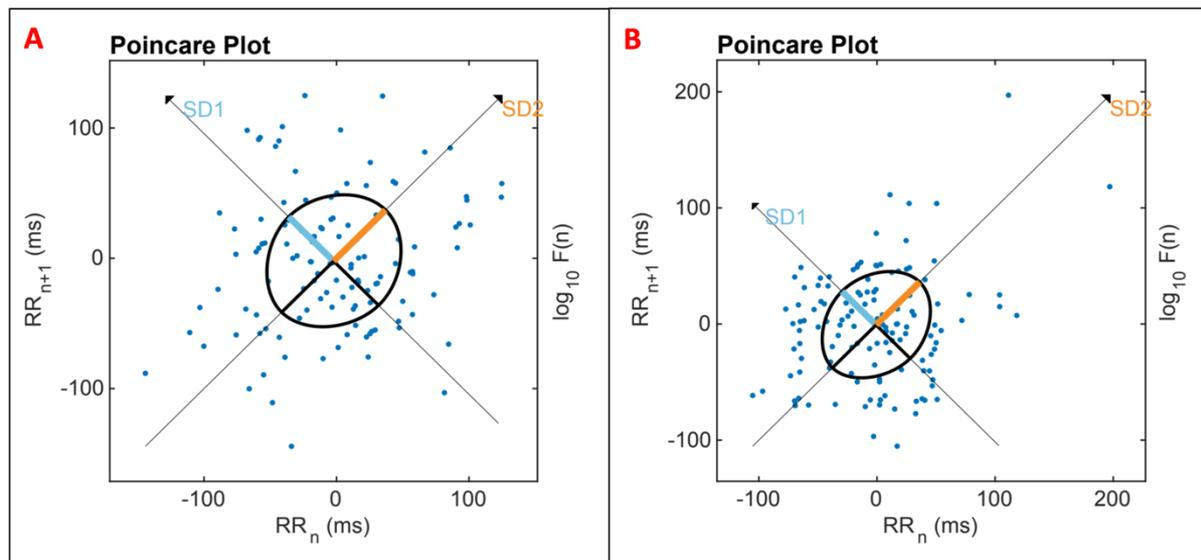 A
Poincare Plot
SD1
SD2
100
0
-100
RRn+1 (ms)
log10 F(n)
-100
0
100
RRn (ms)
B
Poincare Plot
SD1
SD2
200
100
0
-100
RRn+1 (ms)
log10 F(n)
-100
0
100
200
RRn (ms)